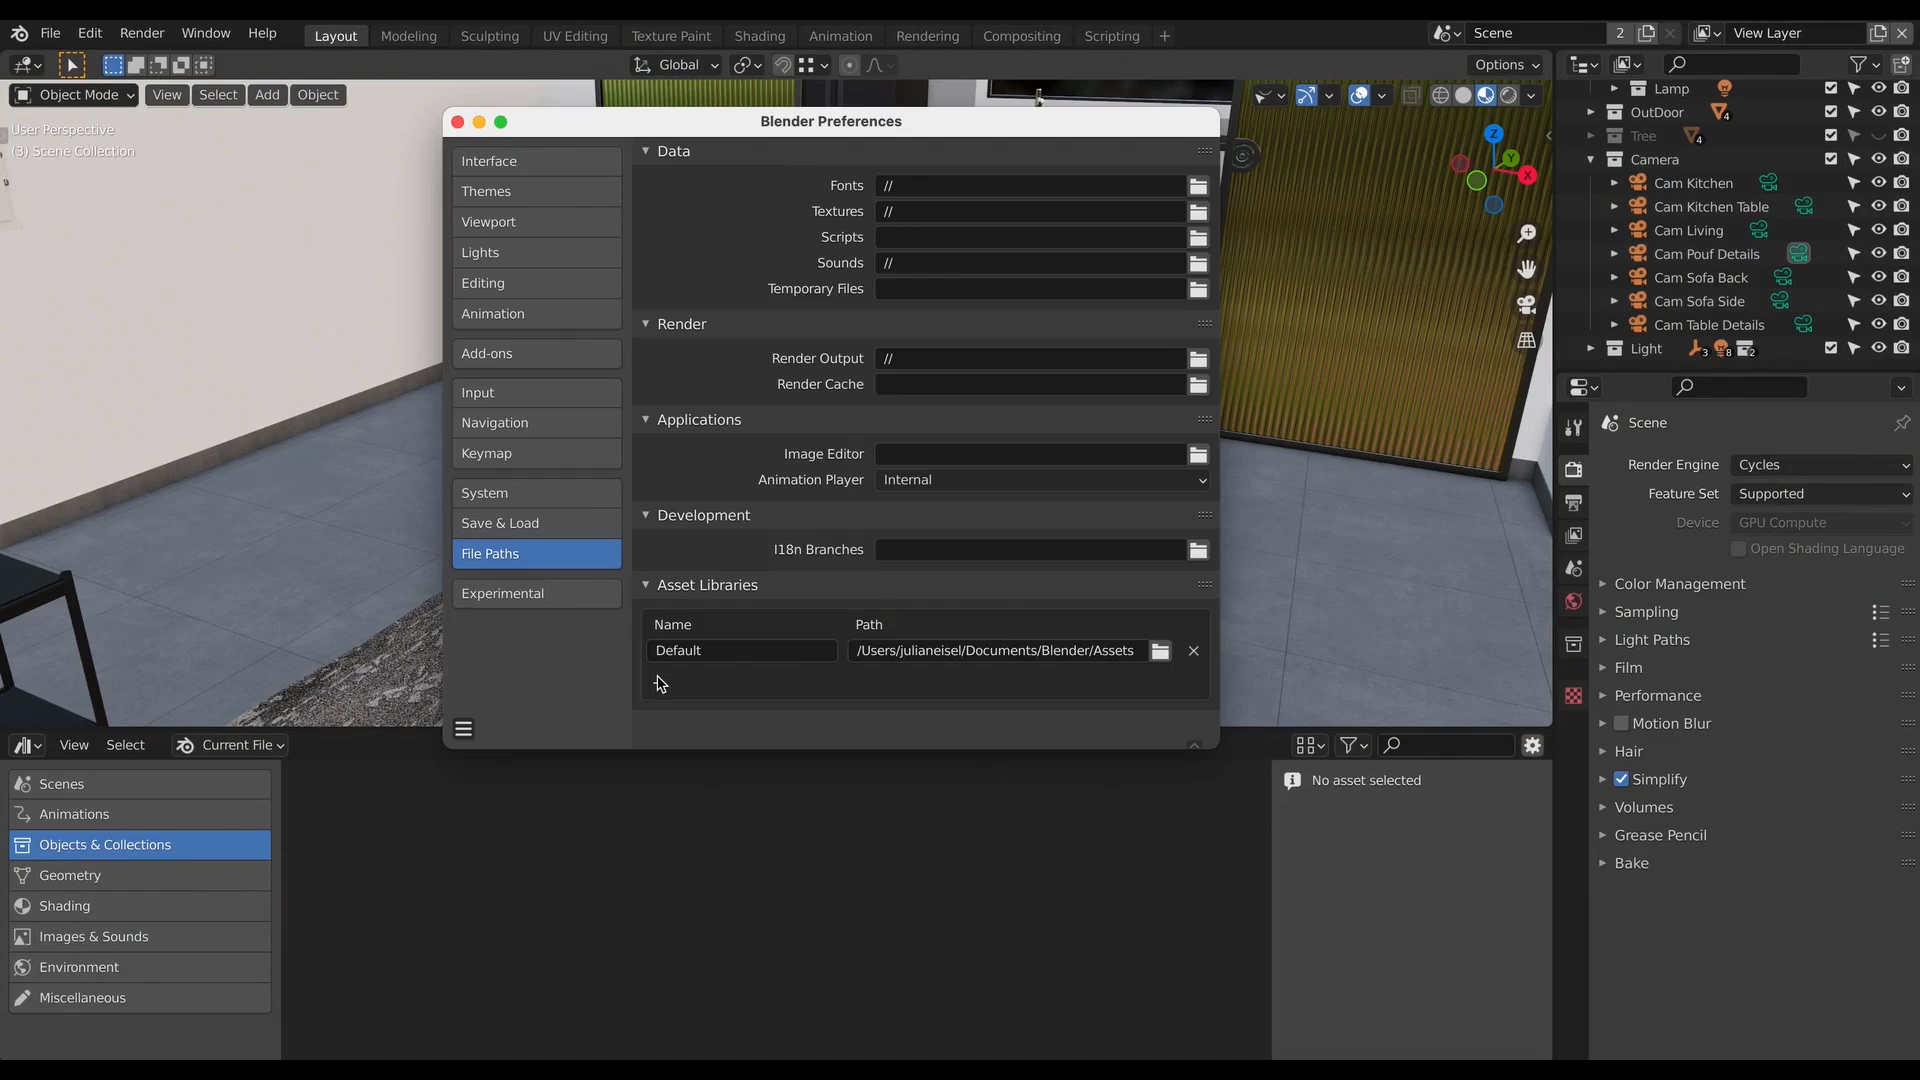 File Edit Render Window Help
Layout Modeling Sculpting UV Editing Texture Paint Shading Animation Rendering Compositing Scripting +
Scene 2
View Layer
Global
Options
Object Mode View Select Add Object
User Perspective
(3) Scene Collection
Z
Y
X
Blender Preferences
Interface
Themes
Viewport
Lights
Editing
Animation
Add-ons
Input
Navigation
Keymap
System
Save & Load
File Paths
Experimental
Data
Fonts //
Textures //
Scripts
Sounds //
Temporary Files
Render
Render Output //
Render Cache
Applications
Image Editor
Animation Player Internal
Development
I18n Branches
Asset Libraries
Name Path
Default /Users/julianeisel/Documents/Blender/Assets
Lamp
OutDoor 4
Tree 4
Camera
Cam Kitchen
Cam Kitchen Table
Cam Living
Cam Pouf Details
Cam Sofa Back
Cam Sofa Side
Cam Table Details
Light 3 8 2
Scene
Render Engine Cycles
Feature Set Supported
Device GPU Compute
Open Shading Language
Color Management
Sampling
Light Paths
Film
Performance
Motion Blur
Hair
Simplify
Volumes
Grease Pencil
Bake
View Select Current File
Scenes
Animations
Objects & Collections
Geometry
Shading
Images & Sounds
Environment
Miscellaneous
No asset selected